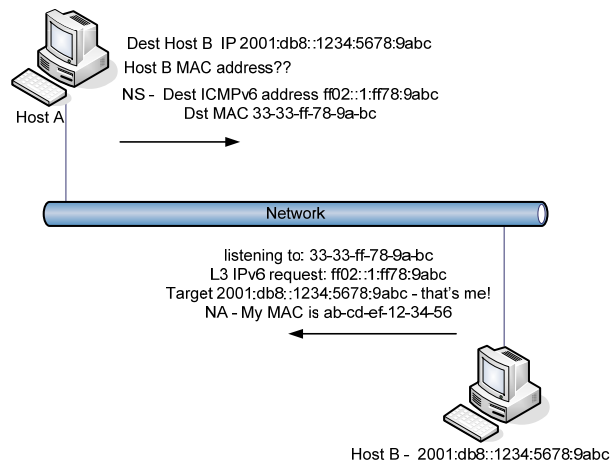 Dest Host B IP 2001:db8::1234:5678:9abc
Host B MAC address??
NS - Dest ICMPv6 address ff02::1:ff78:9abc
Dst MAC 33-33-ff-78-9a-bc
Host A
Network
listening to: 33-33-ff-78-9a-bc
L3 IPv6 request: ff02::1:ff78:9abc
Target 2001:db8::1234:5678:9abc - that's me!
NA - My MAC is ab-cd-ef-12-34-56
Host B - 2001:db8::1234:5678:9abc